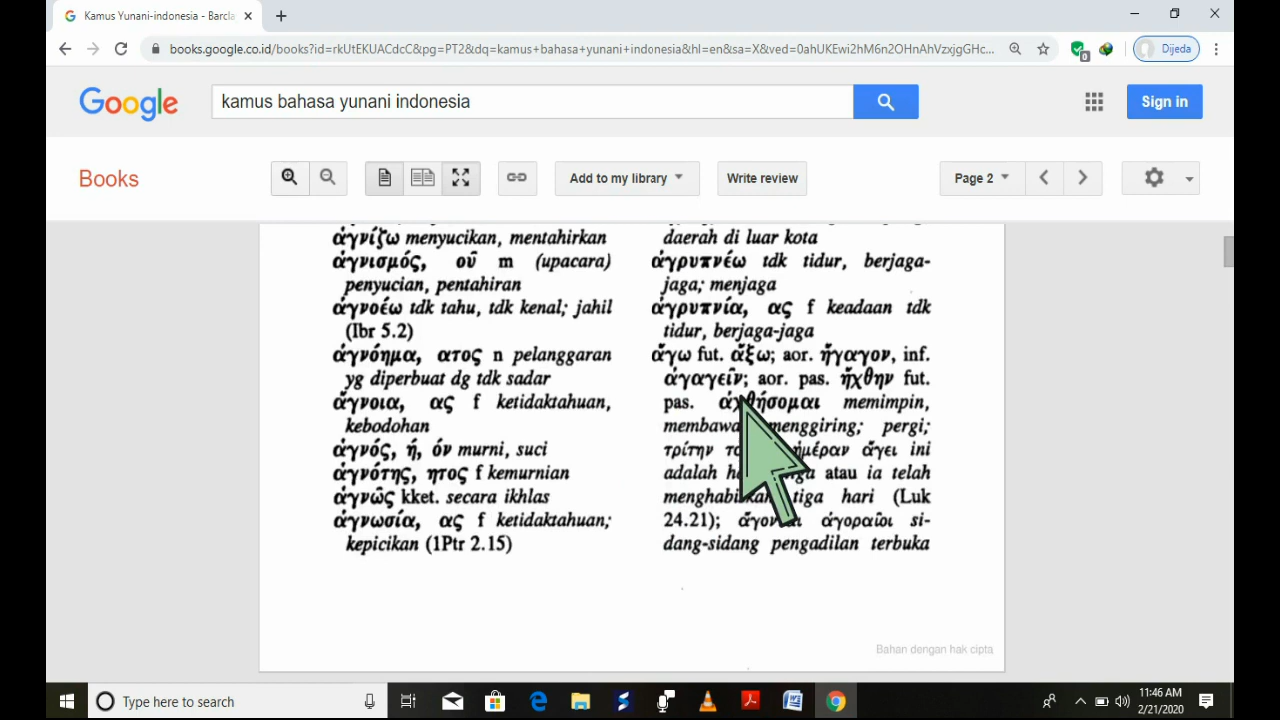 Kamus Yunani-indonesia - Barcla
books.google.co.id/books?id=rkUtEKUACdcC&pg=PT2&dq=kamus+bahasa+yunani+indonesia&hl=en&sa=X&ved=0ahUKEwi2hM6n2OHnAhVzxjgGHc...
0
Dijeda
Google
kamus bahasa yunani indonesia
Sign in
Books
Add to my library
Write review
Page 2
ἁγνίζω menyucikan, mentahirkan
ἁγνισμός, οῦ m (upacara)
penyucian, pentahiran
ἀγνοέω tdk tahu, tdk kenal; jahil
(Ibr 5.2)
ἀγνόημα, ατος n pelanggaran
yg diperbuat dg tdk sadar
ἄγνοια, ας f ketidaktahuan,
kebodohan
ἁγνός, ή, όν murni, suci
ἁγνότης, ητος f kemurnian
ἁγνῶς kket. secara ikhlas
ἀγνωσία, ας f ketidaktahuan;
kepicikan (1Ptr 2.15)
daerah di luar kota
ἀγρυπνέω tdk tidur, berjaga-
jaga; menjaga
ἀγρυπνία, ας f keadaan tdk
tidur, berjaga-jaga
ἄγω fut. ἄξω; aor. ἤγαγον, inf.
ἀγαγεῖν; aor. pas. ἤχθην fut.
pas. ἀχθήσομαι memimpin,
membawa menggiring; pergi;
τρίτην ἡμέραν ἄγει ini
adalah atau ia telah
tiga hari (Luk
24.21); ἀγοραῖοι si-
dang-sidang pengadilan terbuka
Bahan dengan hak cipta
Type here to search
11:46 AM
2/21/2020